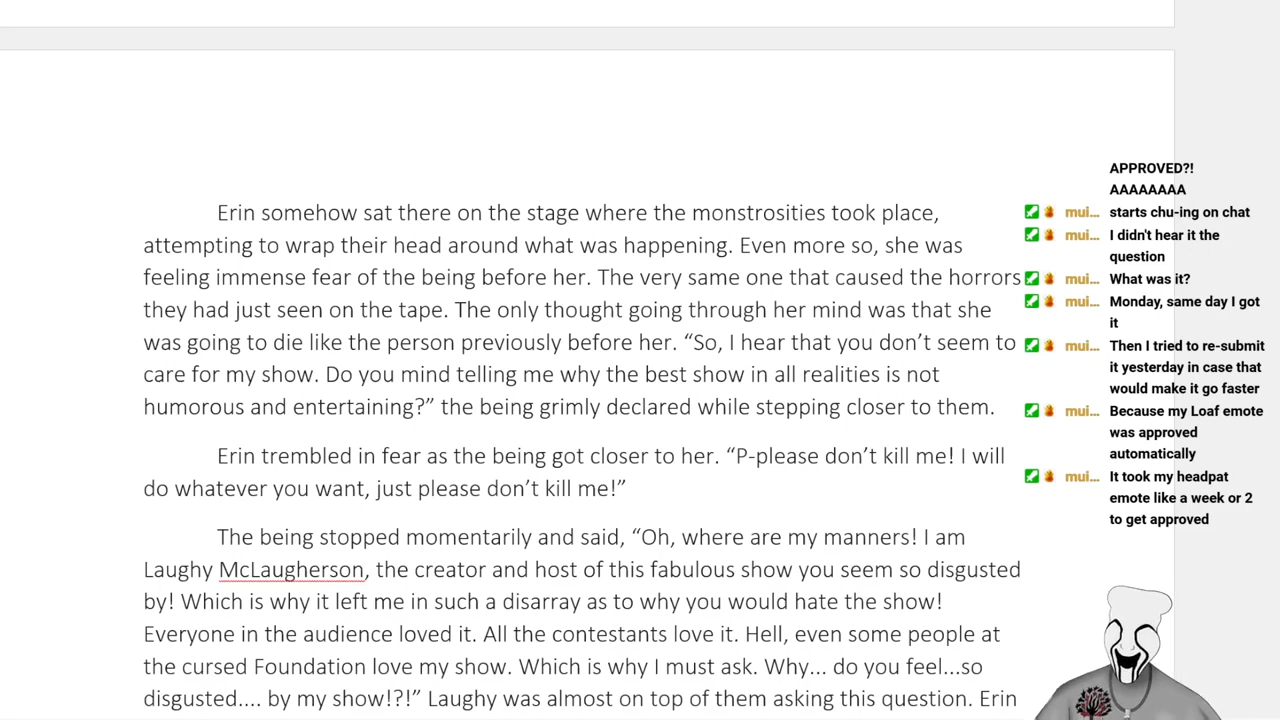 Erin somehow sat there on the stage where the monstrosities took place,
attempting to wrap their head around what was happening. Even more so, she was
feeling immense fear of the being before her. The very same one that caused the horrors
they had just seen on the tape. The only thought going through her mind was that she
was going to die like the person previously before her. “So, I hear that you don’t seem to
care for my show. Do you mind telling me why the best show in all realities is not
humorous and entertaining?” the being grimly declared while stepping closer to them.
Erin trembled in fear as the being got closer to her. “P-please don’t kill me! I will
do whatever you want, just please don’t kill me!”
The being stopped momentarily and said, “Oh, where are my manners! I am
Laughy McLaugherson, the creator and host of this fabulous show you seem so disgusted
by! Which is why it left me in such a disarray as to why you would hate the show!
Everyone in the audience loved it. All the contestants love it. Hell, even some people at
the cursed Foundation love my show. Which is why I must ask. Why... do you feel...so
disgusted.... by my show!?!” Laughy was almost on top of them asking this question. Erin
APPROVED?!
AAAAAAAA
mui... starts chu-ing on chat
mui... I didn't hear it the
question
mui... What was it?
mui... Monday, same day I got
it
mui... Then I tried to re-submit
it yesterday in case that
would make it go faster
mui... Because my Loaf emote
was approved
automatically
mui... It took my headpat
emote like a week or 2
to get approved